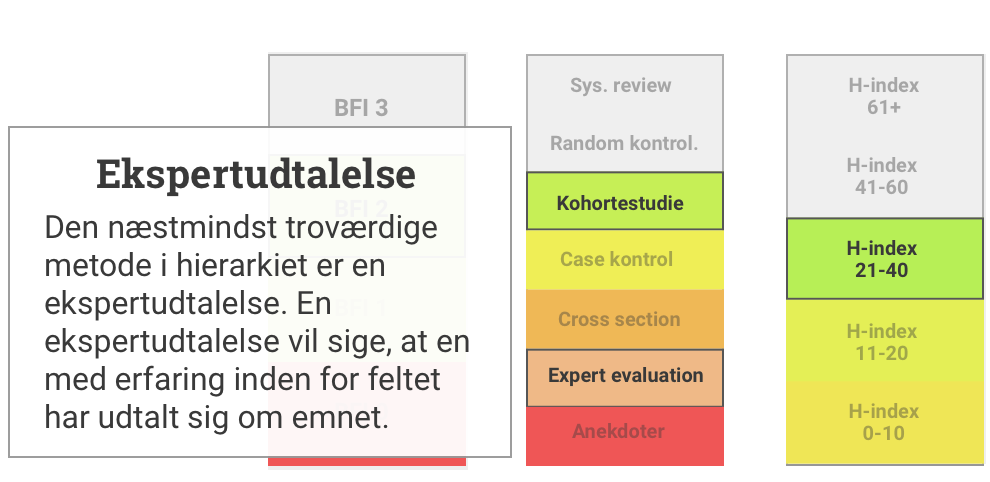 BFI 3
Ekspertudtalelse
BFI 2
Den næstmindst troværdige
metode i hierarkiet er en
ekspertudtalelse. En
ekspertudtalelse vil sige, at en
med erfaring inden for feltet
har udtalt sig om emnet.
Sys. review
Random kontrol.
Kohortestudie
Case kontrol
Cross section
Expert evaluation
Anekdoter
H-index
61+
H-index
41-60
H-index
21-40
H-index
11-20
H-index
0-10